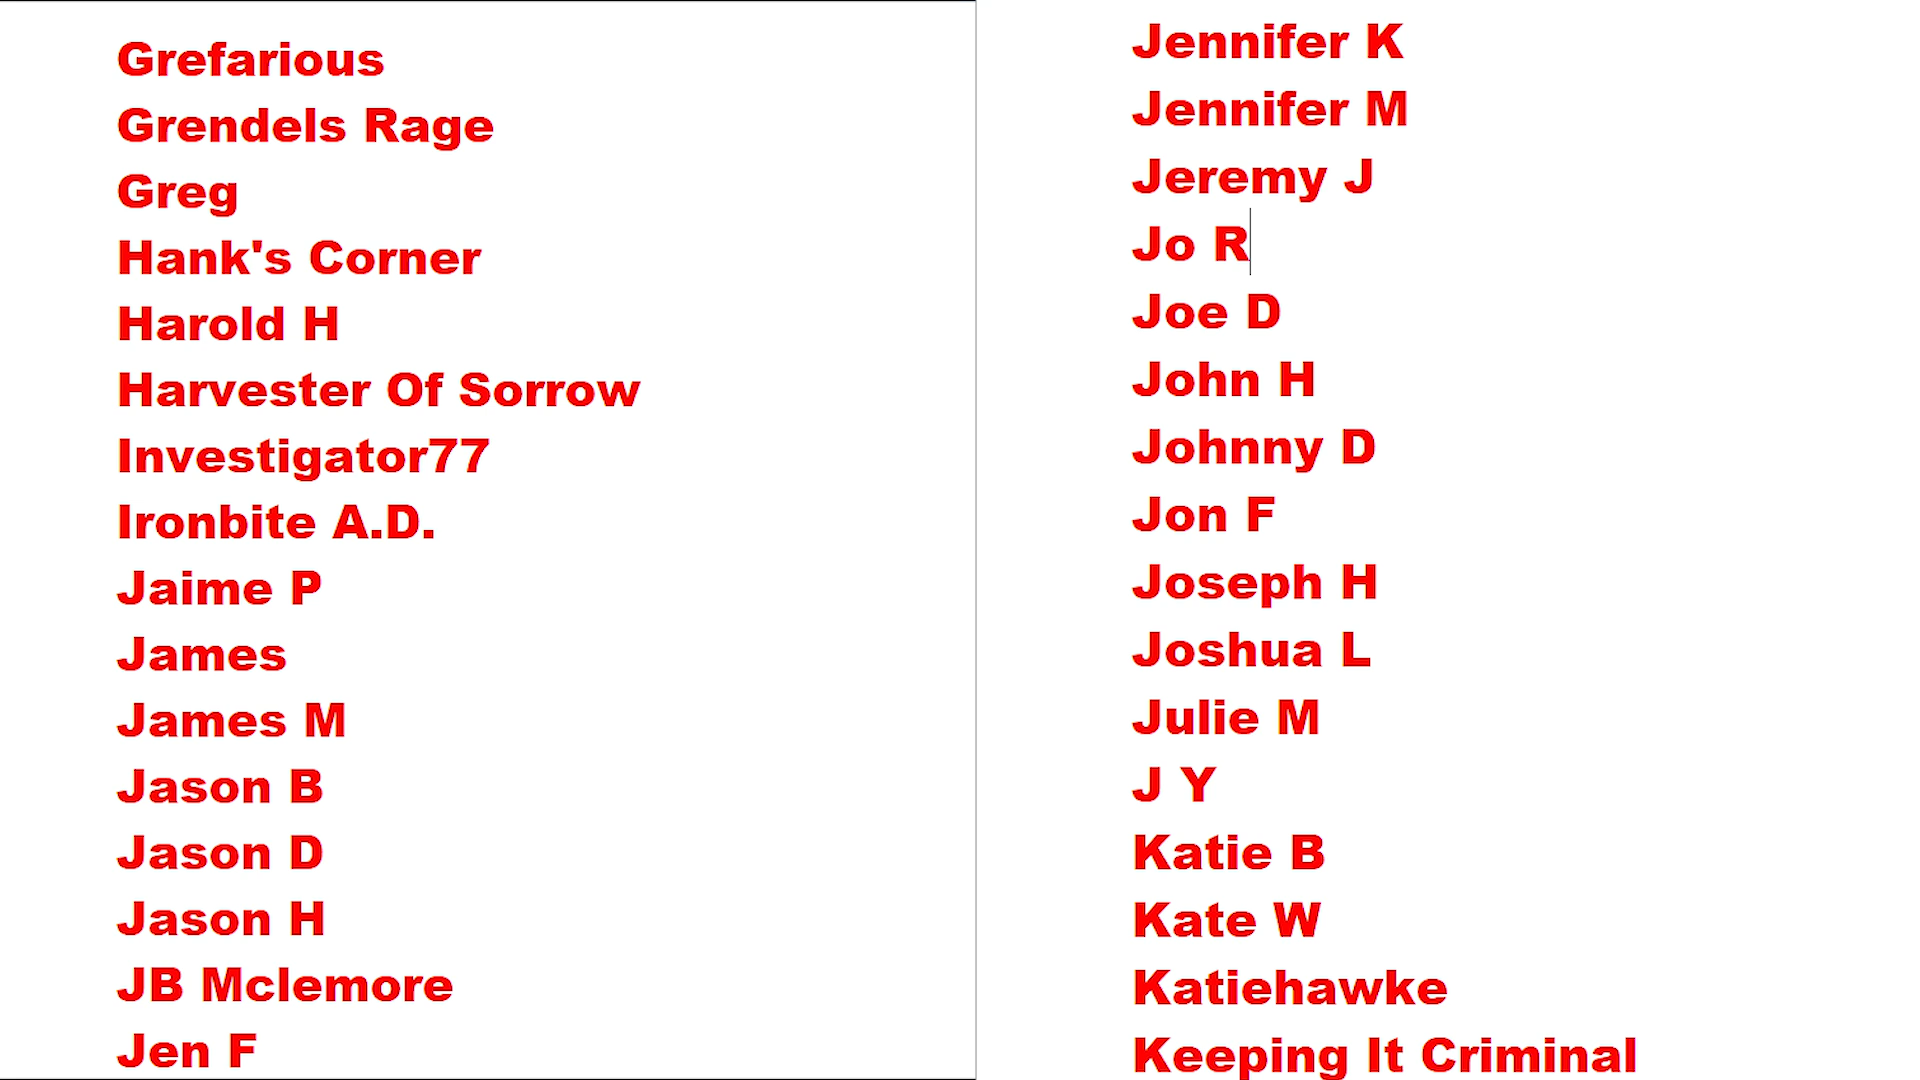 Grefarious
Grendels Rage
Greg
Hank's Corner
Harold H
Harvester Of Sorrow
Investigator77
Ironbite A.D.
Jaime P
James
James M
Jason B
Jason D
Jason H
JB Mclemore
Jen F
Jennifer K
Jennifer M
Jeremy J
Jo R
Joe D
John H
Johnny D
Jon F
Joseph H
Joshua L
Julie M
J Y
Katie B
Kate W
Katiehawke
Keeping It Criminal